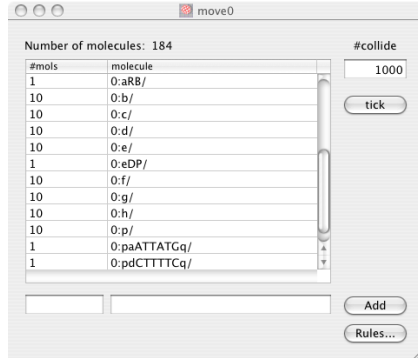 move0
Number of molecules: 184
#collide
#mols molecule
1000
1 0:aRB/
10 0:b/
10 0:c/
tick
10 0:d/
10 0:e/
1 0:eDP/
10 0:f/
10 0:g/
10 0:h/
10 0:p/
1 0:paATTATGq/
1 0:pdCTTTTCq/
Add
Rules...